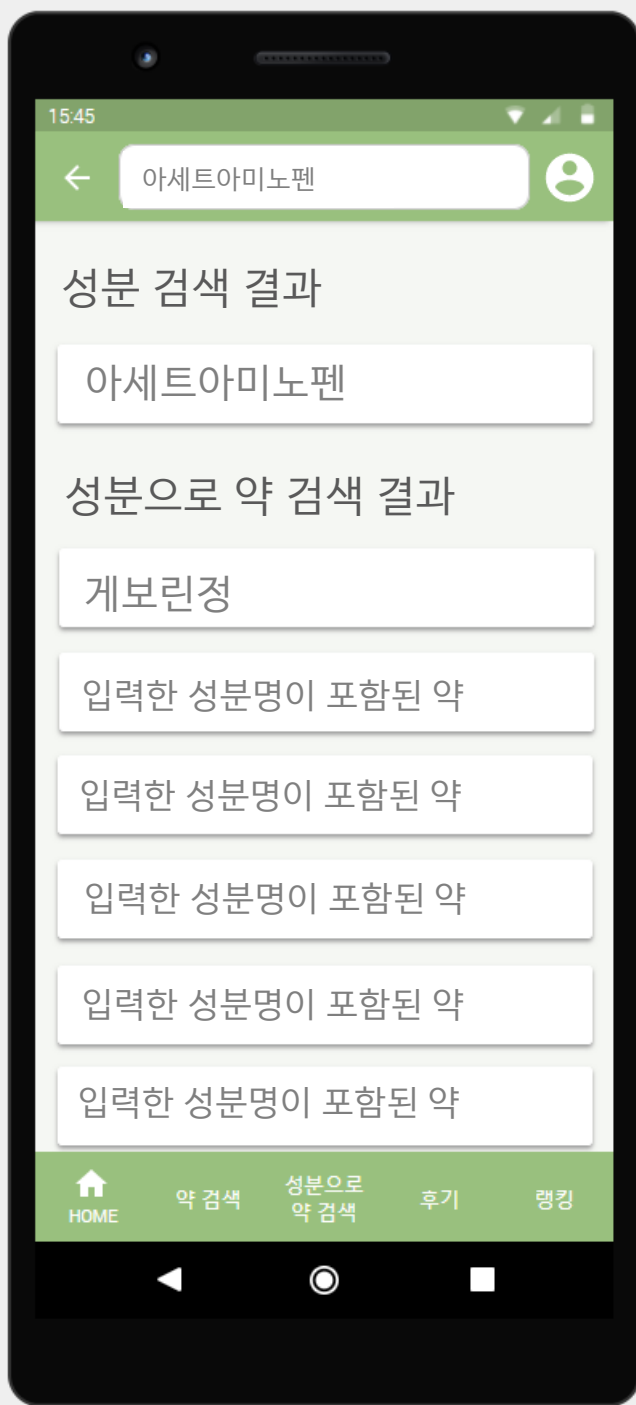 15:45
아세트아미노펜
성분 검색 결과
아세트아미노펜
성분으로 약 검색 결과
게보린정
입력한 성분명이 포함된 약
입력한 성분명이 포함된 약
입력한 성분명이 포함된 약
입력한 성분명이 포함된 약
입력한 성분명이 포함된 약
HOME
약 검색
성분으로
약 검색
후기
랭킹